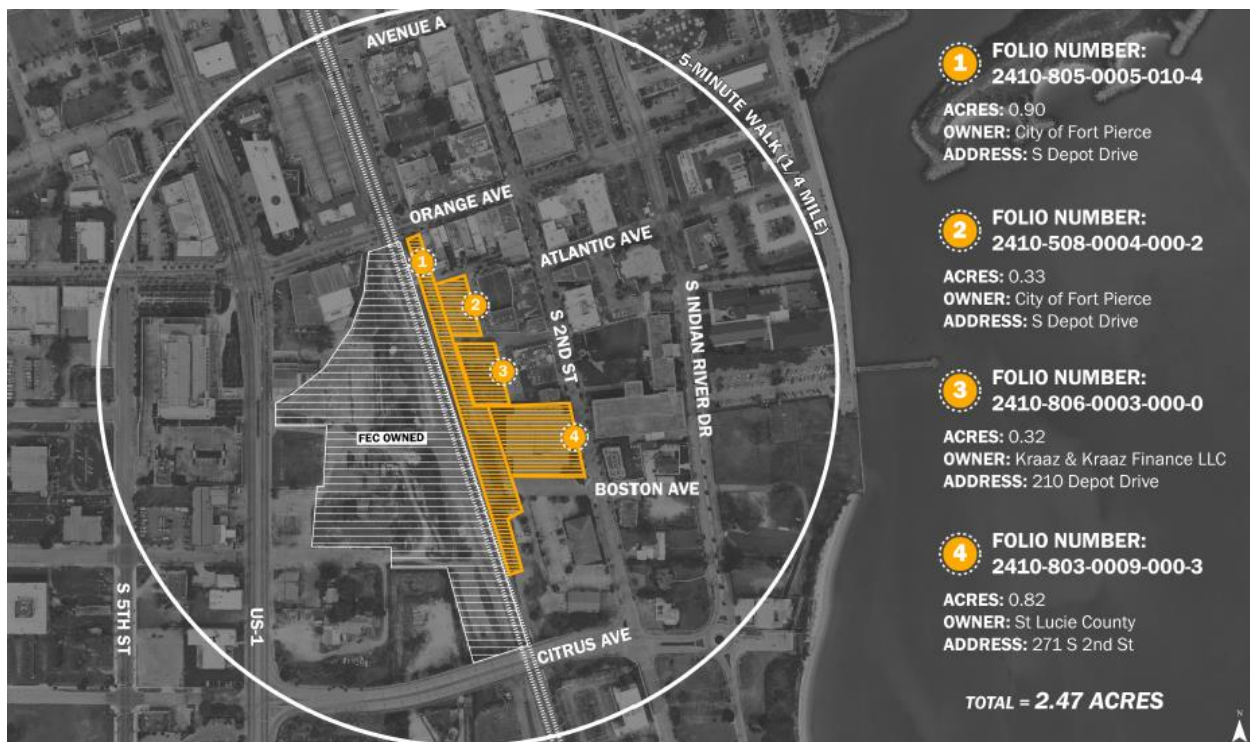 AVENUE A
5-MINUTE WALK (1/4 MILE)
ORANGE AVE
ATLANTIC AVE
S 2ND ST
S INDIAN RIVER DR
FEC OWNED
BOSTON AVE
S 5TH ST
US-1
CITRUS AVE
1
2
3
4
1
FOLIO NUMBER:
2410-805-0005-010-4
ACRES: 0.90
OWNER: City of Fort Pierce
ADDRESS: S Depot Drive
2
FOLIO NUMBER:
2410-508-0004-000-2
ACRES: 0.33
OWNER: City of Fort Pierce
ADDRESS: S Depot Drive
3
FOLIO NUMBER:
2410-806-0003-000-0
ACRES: 0.32
OWNER: Kraaz & Kraaz Finance LLC
ADDRESS: 210 Depot Drive
4
FOLIO NUMBER:
2410-803-0009-000-3
ACRES: 0.82
OWNER: St Lucie County
ADDRESS: 271 S 2nd St
TOTAL = 2.47 ACRES
N